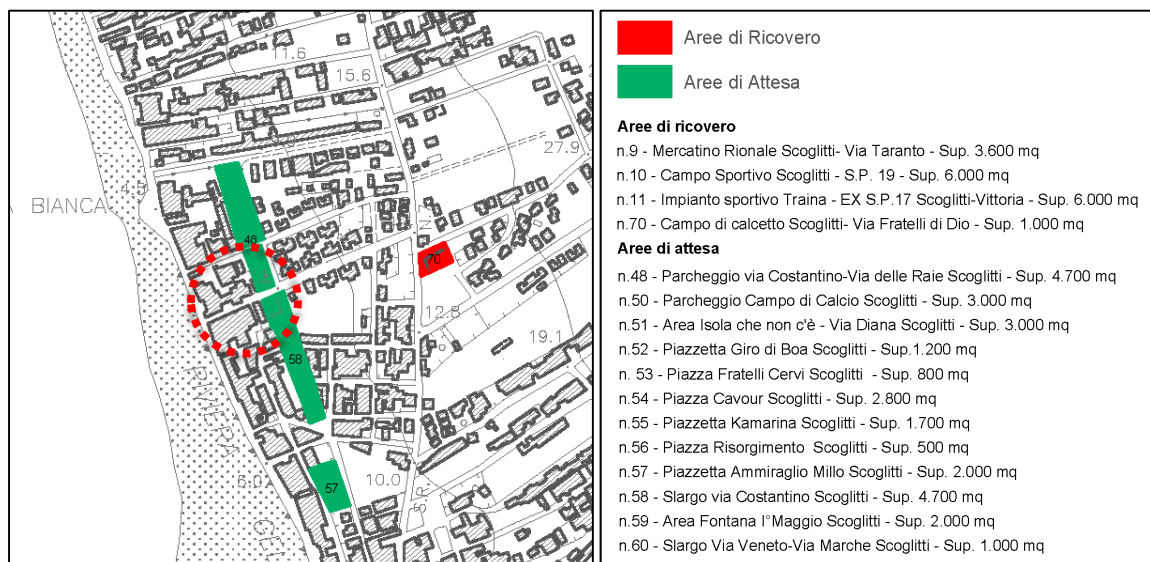 11.6
15.6
27.9
4.5
BIANCA
48
70
12.8
19.1
58
RIVIERA
10.0
5.0
57
GEL
Aree di Ricovero
Aree di Attesa
Aree di ricovero
n.9 - Mercatino Rionale Scoglitti- Via Taranto - Sup. 3.600 mq
n.10 - Campo Sportivo Scoglitti - S.P. 19 - Sup. 6.000 mq
n.11 - Impianto sportivo Traina - EX S.P.17 Scoglitti-Vittoria - Sup. 6.000 mq
n.70 - Campo di calcetto Scoglitti- Via Fratelli di Dio - Sup. 1.000 mq
Aree di attesa
n.48 - Parcheggio via Costantino-Via delle Raie Scoglitti - Sup. 4.700 mq
n.50 - Parcheggio Campo di Calcio Scoglitti - Sup. 3.000 mq
n.51 - Area Isola che non c'è - Via Diana Scoglitti - Sup. 3.000 mq
n.52 - Piazzetta Giro di Boa Scoglitti - Sup.1.200 mq
n. 53 - Piazza Fratelli Cervi Scoglitti - Sup. 800 mq
n.54 - Piazza Cavour Scoglitti - Sup. 2.800 mq
n.55 - Piazzetta Kamarina Scoglitti - Sup. 1.700 mq
n.56 - Piazza Risorgimento Scoglitti - Sup. 500 mq
n.57 - Piazzetta Ammiraglio Millo Scoglitti - Sup. 2.000 mq
n.58 - Slargo via Costantino Scoglitti - Sup. 4.700 mq
n.59 - Area Fontana I°Maggio Scoglitti - Sup. 2.000 mq
n.60 - Slargo Via Veneto-Via Marche Scoglitti - Sup. 1.000 mq